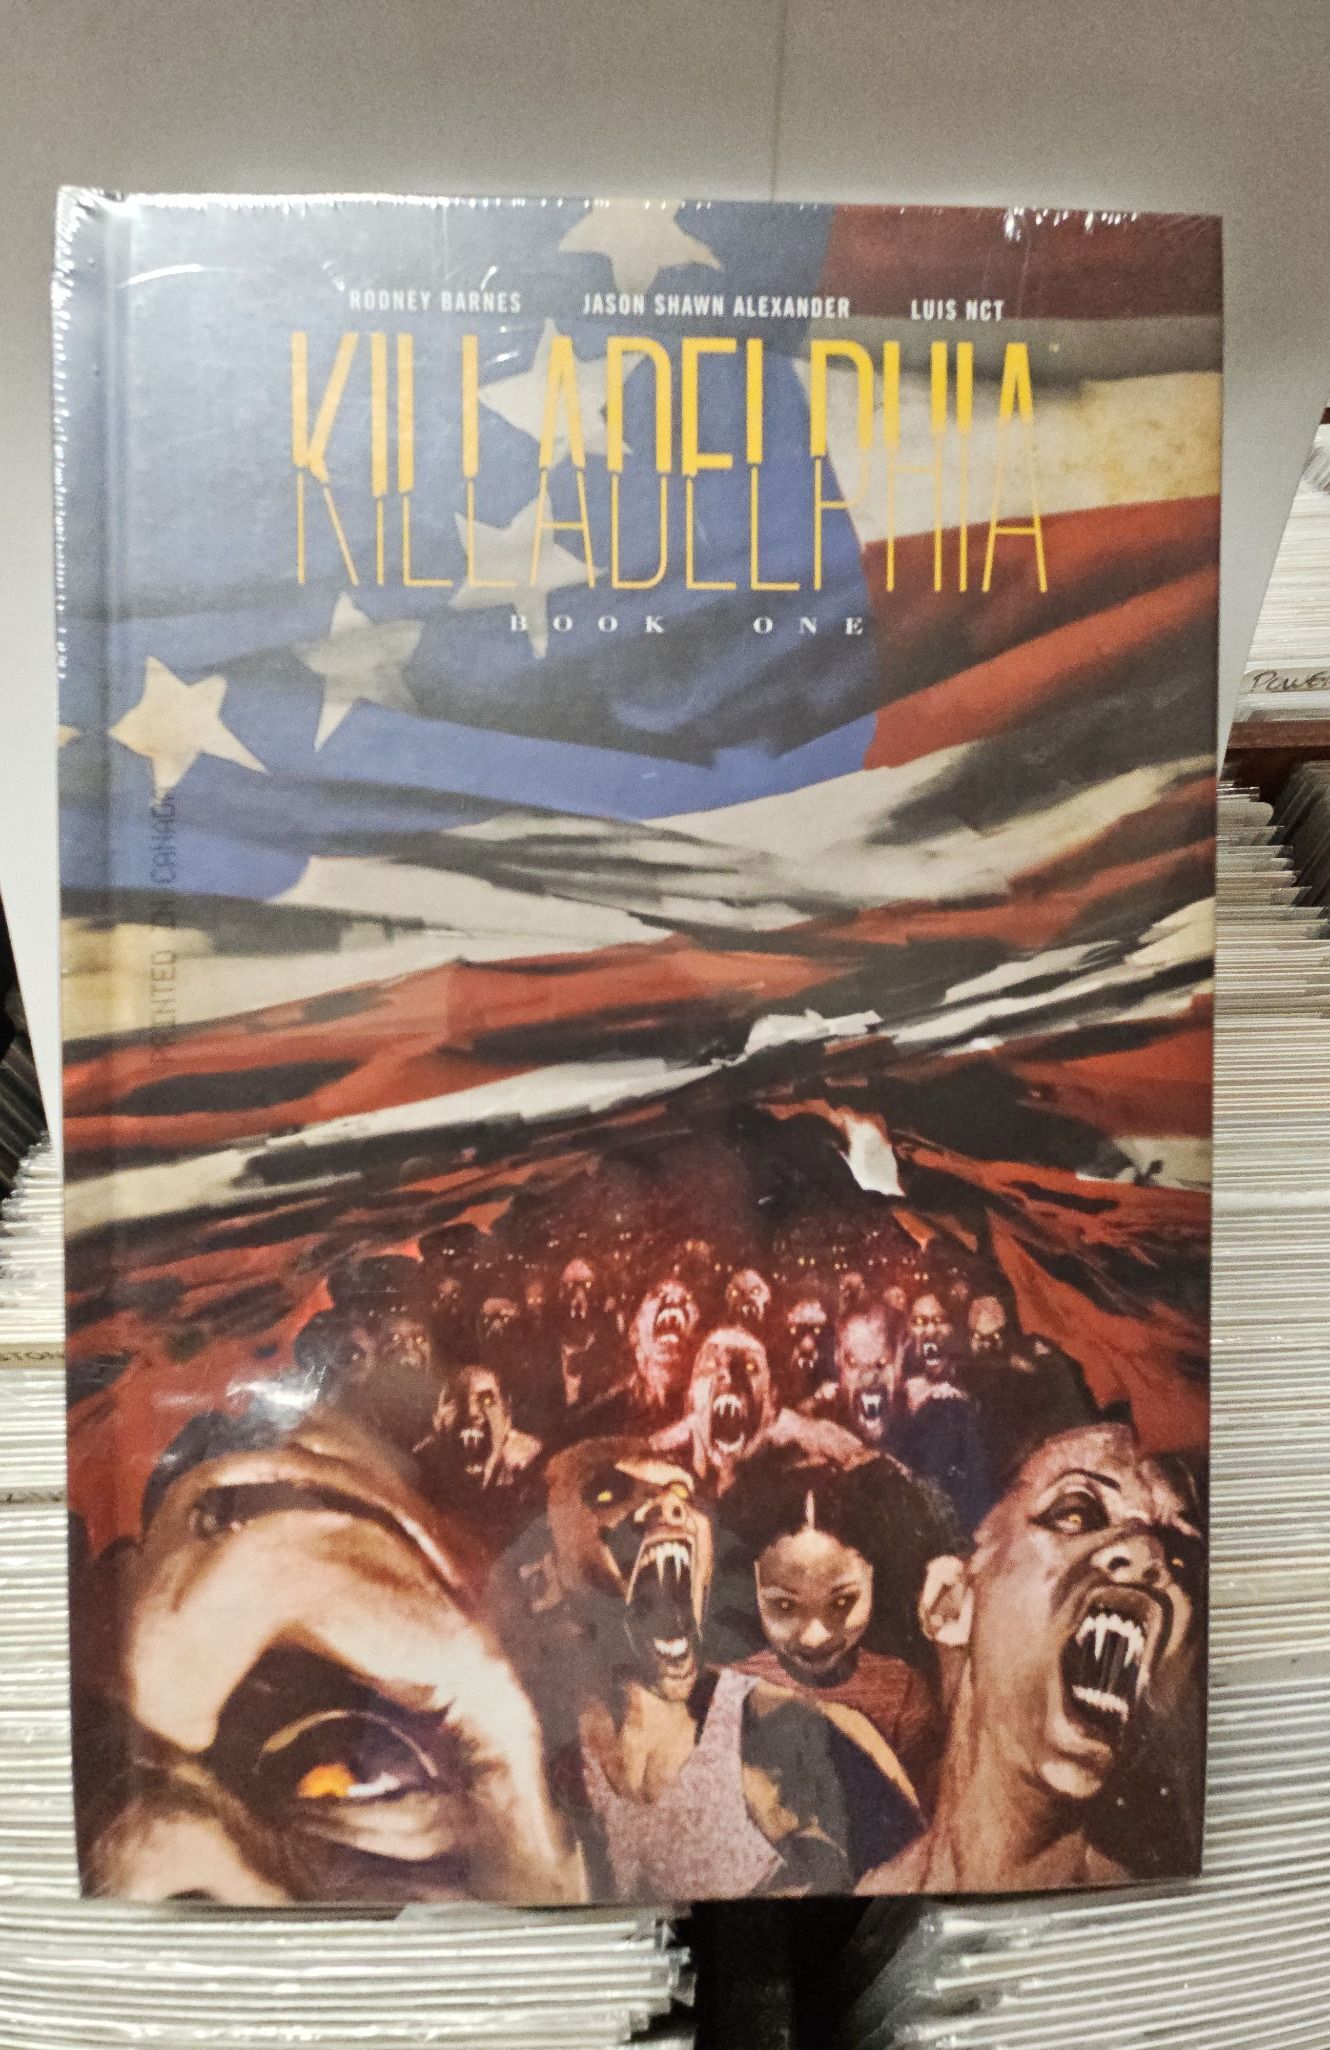 RODNEY BARNES JASON SHAWN ALEXANDER LUIS NCT
KILLADELPHIA
BOOK ONE
PRINTED IN CANADA